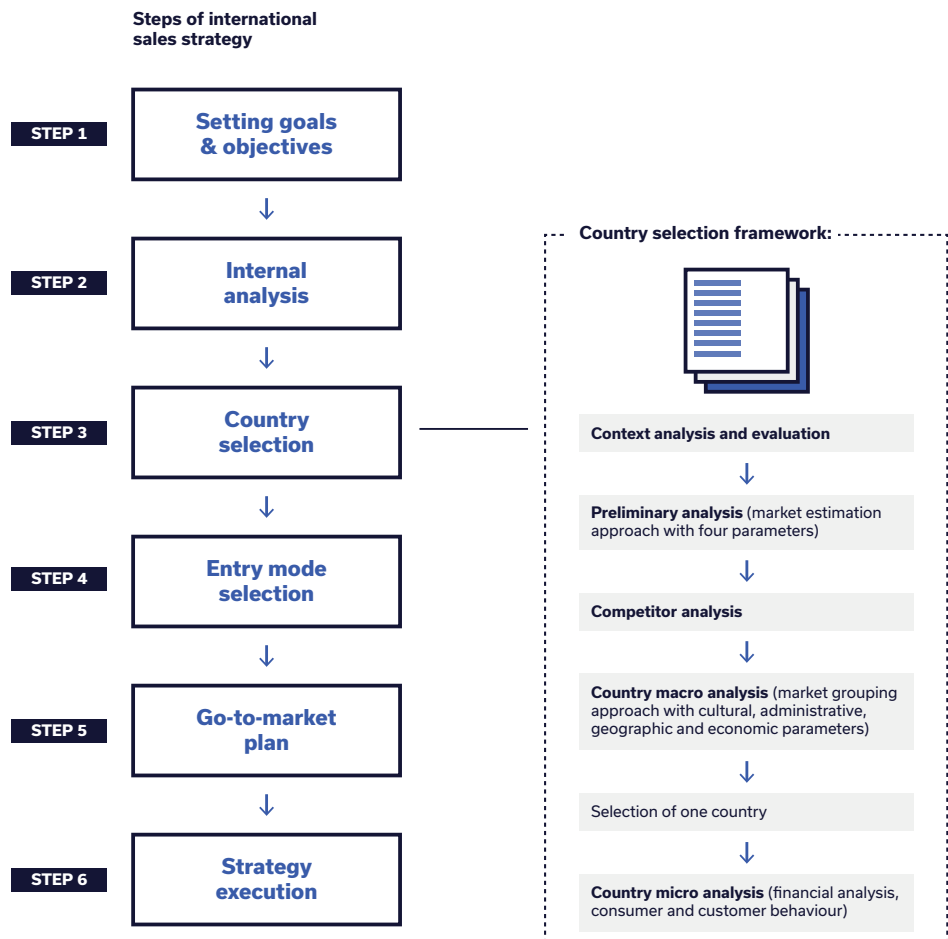 Steps of international
sales strategy
STEP 1
Setting goals
& objectives
STEP 2
Internal
analysis
STEP 3
Country
selection
STEP 4
Entry mode
selection
STEP 5
Go-to-market
plan
STEP 6
Strategy
execution
Country selection framework:
Context analysis and evaluation
Preliminary analysis (market estimation
approach with four parameters)
Competitor analysis
Country macro analysis (market grouping
approach with cultural, administrative,
geographic and economic parameters)
Selection of one country
Country micro analysis (financial analysis,
consumer and customer behaviour)